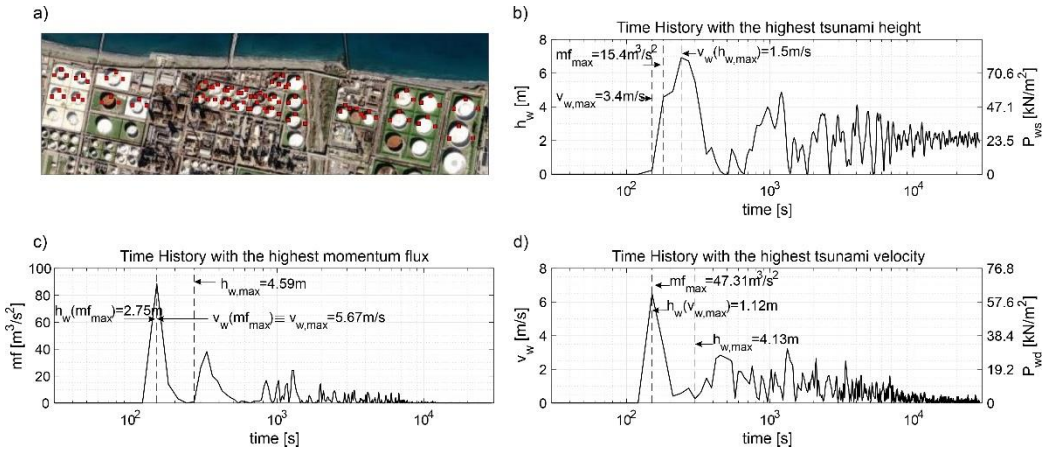 a)
b)
Time History with the highest tsunami height
mf_max=15.4m³/s²
v_w(h_w,max)=1.5m/s
v_w,max=3.4m/s
h_w [m]
8
6
4
2
0
70.6
47.1
23.5
0
P_ws [kN/m²]
10² 10³ 10⁴
time [s]
c)
Time History with the highest momentum flux
h_w,max=4.59m
h_w(mf_max)=2.75m
v_w(mf_max)≡ v_w,max=5.67m/s
mf [m³/s²]
100
80
60
40
20
0
10² 10³ 10⁴
time [s]
d)
Time History with the highest tsunami velocity
mf_max=47.31m³/s²
h_w(v_w,max)=1.12m
h_w,max=4.13m
v_w [m/s]
8
6
4
2
0
76.8
57.6
38.4
19.2
0
P_wd [kN/m²]
10² 10³ 10⁴
time [s]